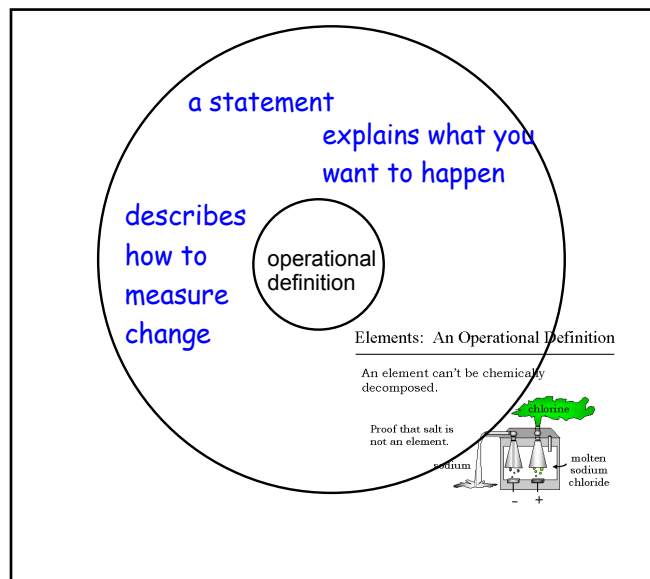 a statement
explains what you
want to happen
describes
how to
measure
change
operational
definition
Elements: An Operational Definition
An element can't be chemically
decomposed.
Proof that salt is
not an element.
chlorine
sodium
molten
sodium
chloride
- +